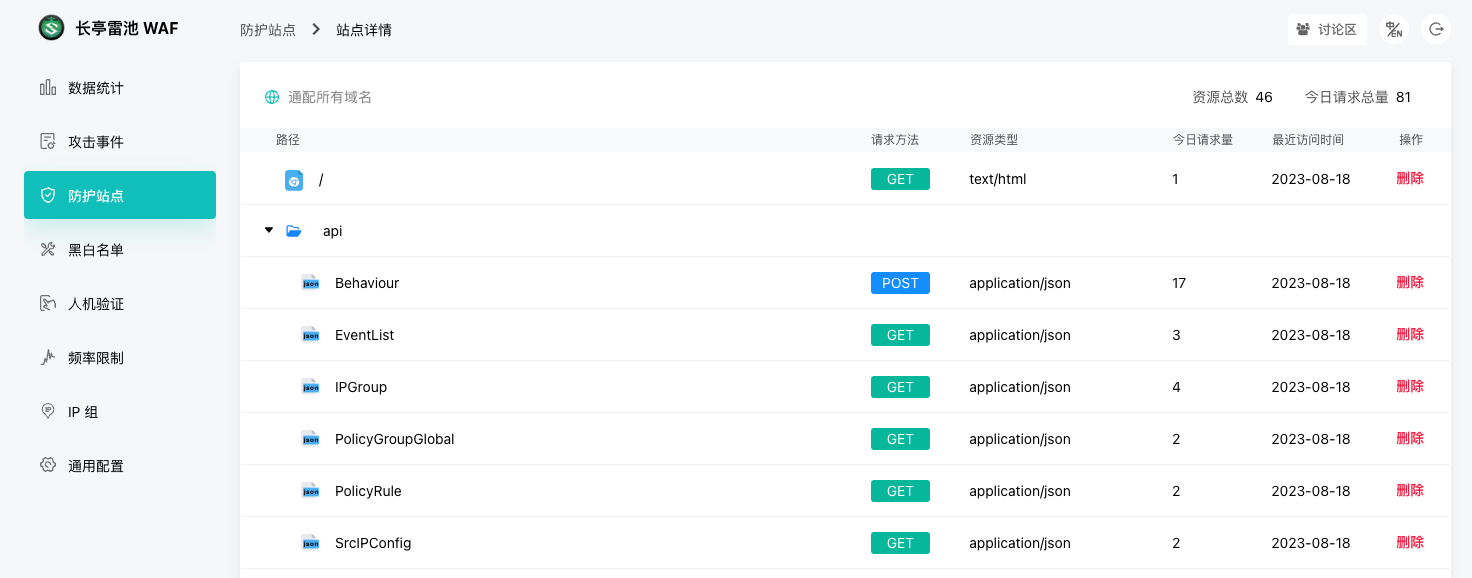 长亭雷池 WAF
防护站点 > 站点详情
讨论区
中/EN
数据统计
攻击事件
防护站点
黑白名单
人机验证
频率限制
IP 组
通用配置
通配所有域名 资源总数 46 今日请求总量 81
路径 请求方法 资源类型 今日请求量 最近访问时间 操作
/ GET text/html 1 2023-08-18 删除
api
json Behaviour POST application/json 17 2023-08-18 删除
json EventList GET application/json 3 2023-08-18 删除
json IPGroup GET application/json 4 2023-08-18 删除
json PolicyGroupGlobal GET application/json 2 2023-08-18 删除
json PolicyRule GET application/json 2 2023-08-18 删除
json SrcIPConfig GET application/json 2 2023-08-18 删除